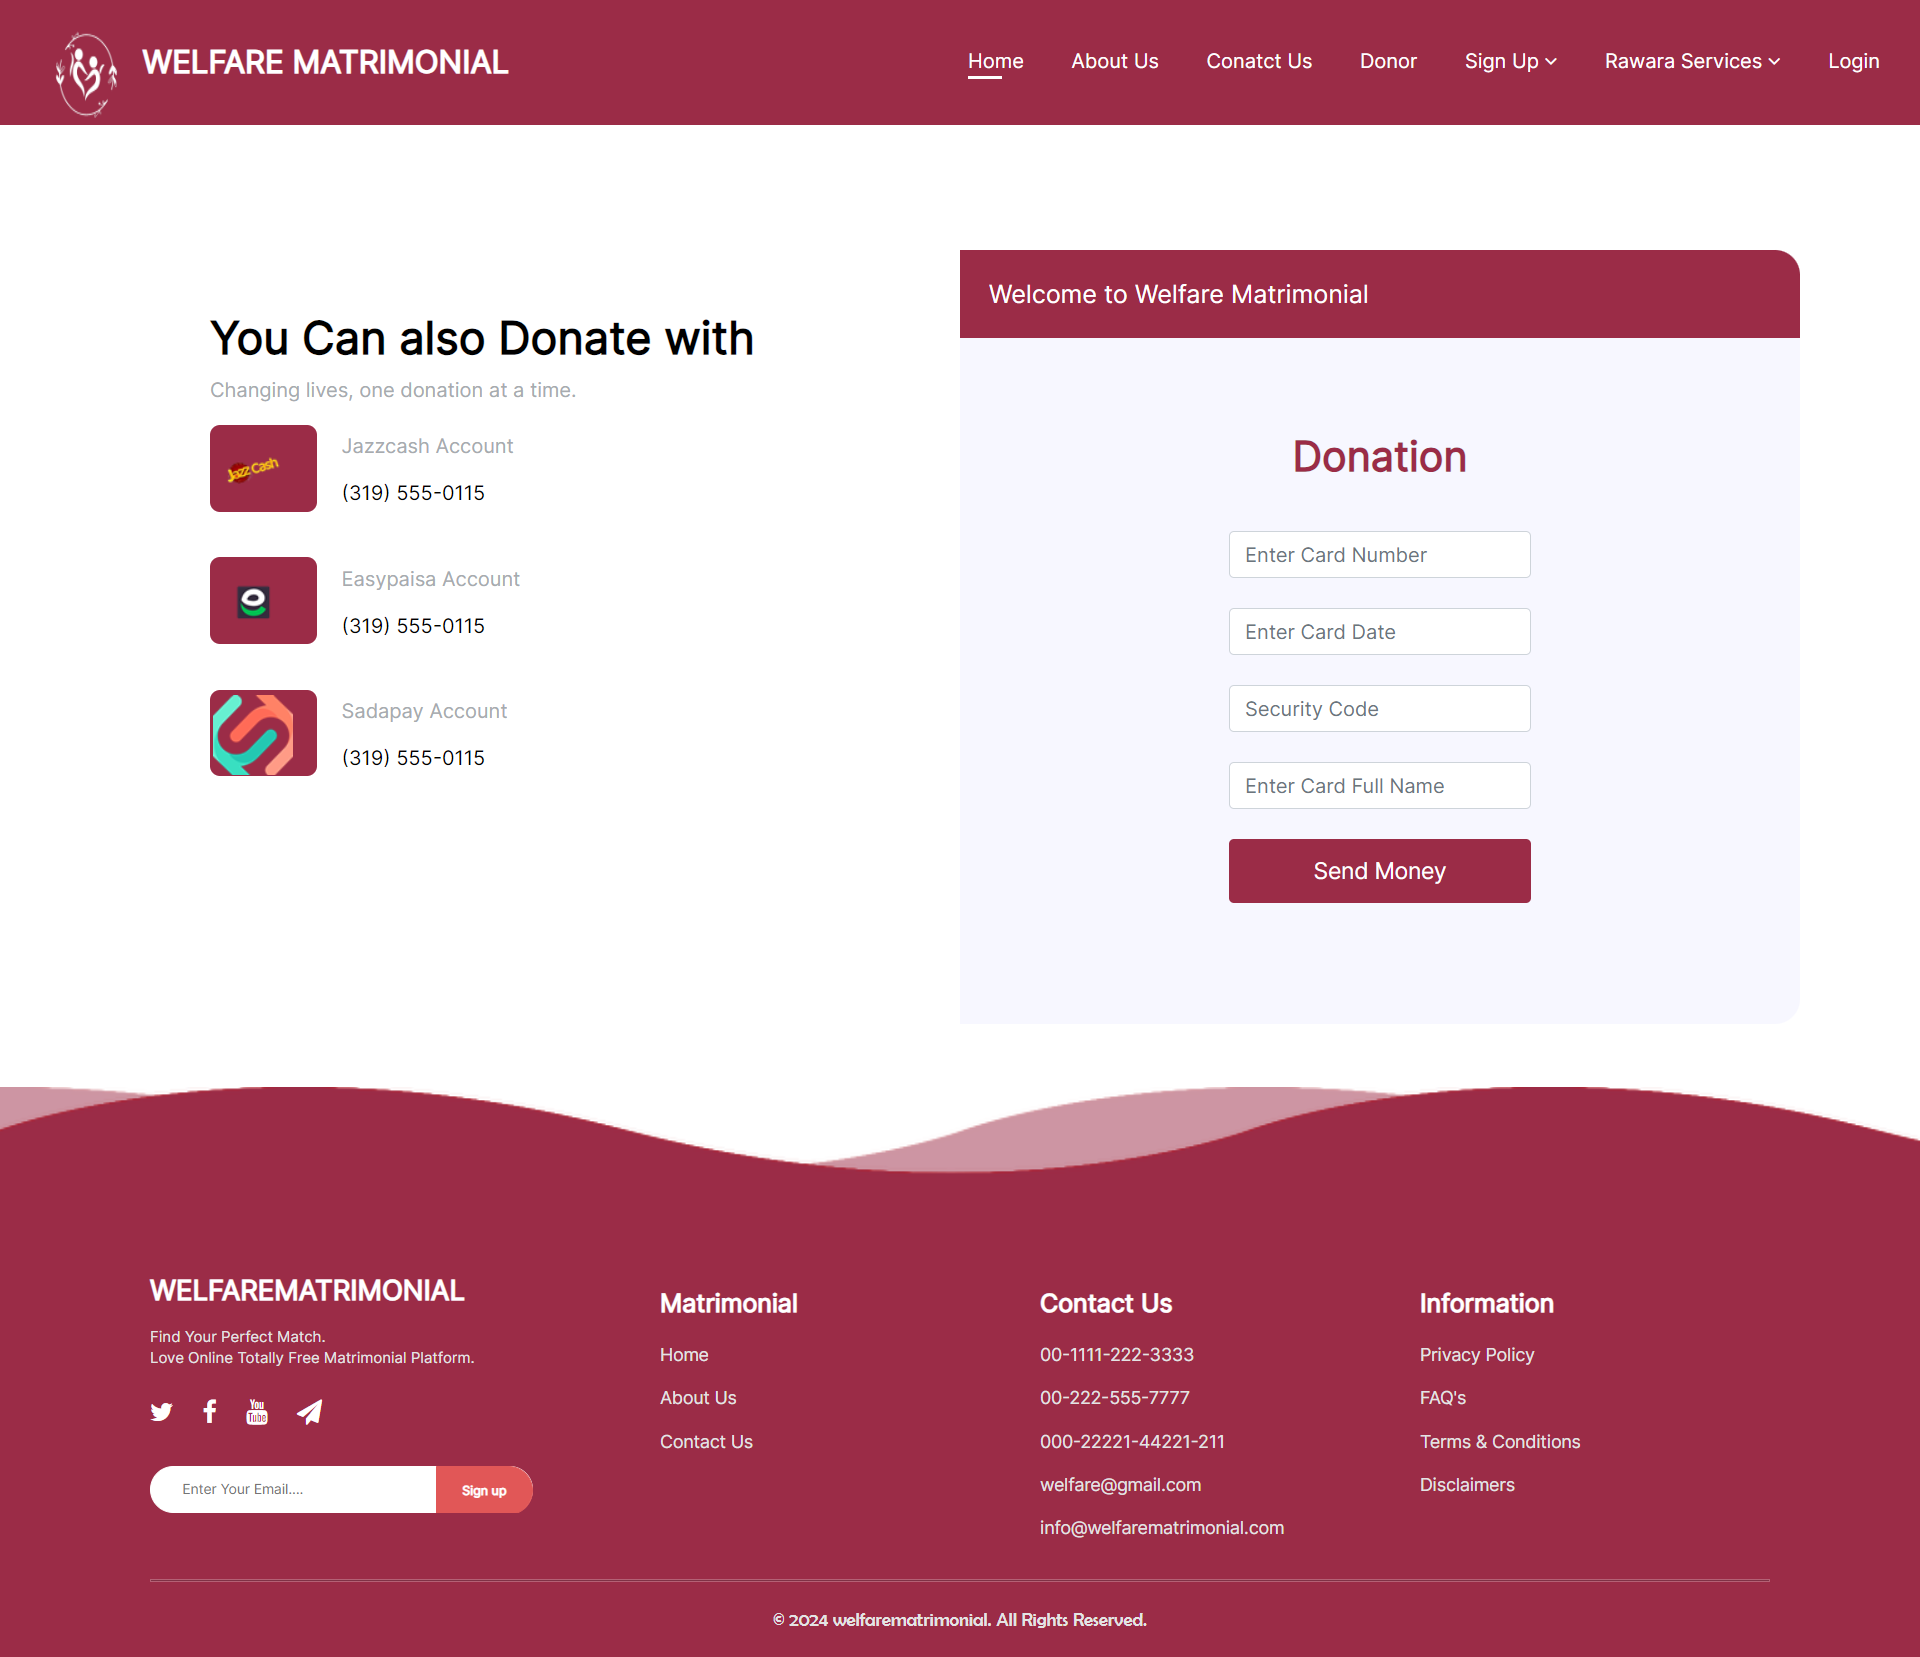 WELFARE MATRIMONIAL
Home About Us Conatct Us Donor Sign Up Rawara Services Login
You Can also Donate with
Changing lives, one donation at a time.
Jazz Cash
Jazzcash Account
(319) 555-0115
Easypaisa Account
(319) 555-0115
Sadapay Account
(319) 555-0115
Welcome to Welfare Matrimonial
Donation
Enter Card Number
Enter Card Date
Security Code
Enter Card Full Name
Send Money
WELFAREMATRIMONIAL
Find Your Perfect Match.
Love Online Totally Free Matrimonial Platform.
You Tube
Enter Your Email.... Sign up
Matrimonial
Home
About Us
Contact Us
Contact Us
00-1111-222-3333
00-222-555-7777
000-22221-44221-211
welfare@gmail.com
info@welfarematrimonial.com
Information
Privacy Policy
FAQ's
Terms & Conditions
Disclaimers
© 2024 welfarematrimonial. All Rights Reserved.